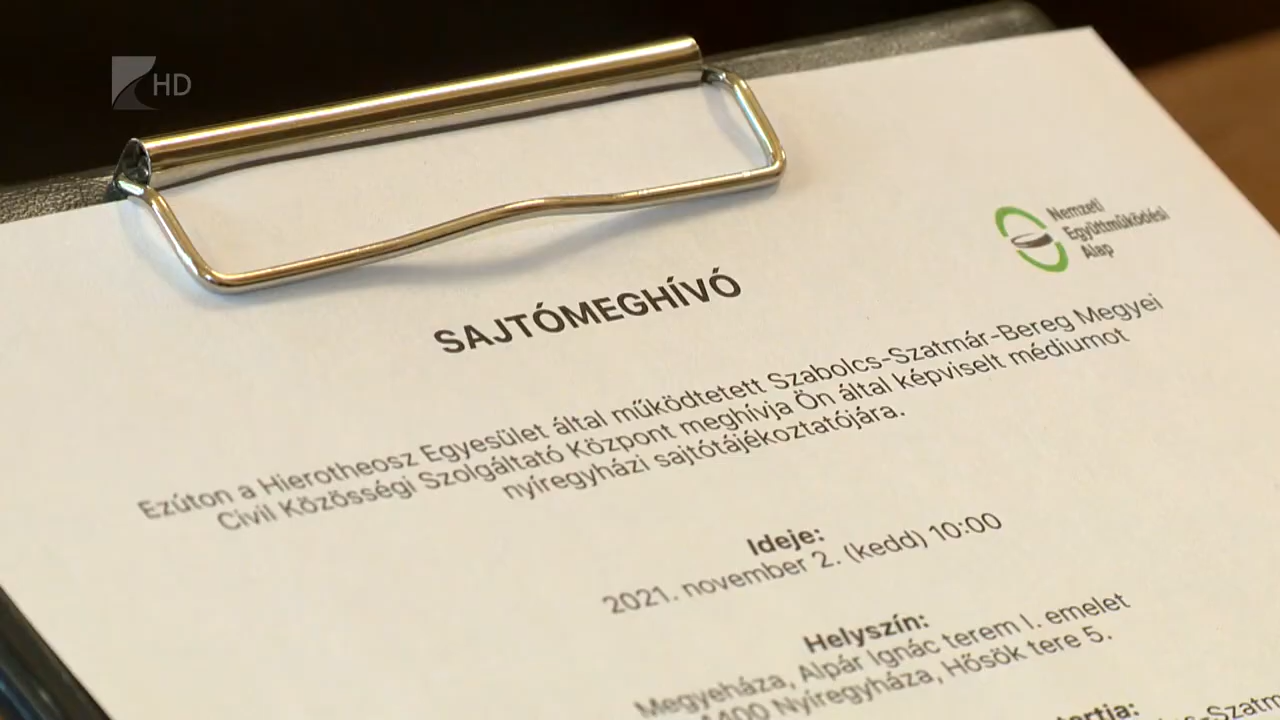 HD
Nemzeti
Együttműködési
Alap
SAJTÓMEGHÍVÓ
Ezúton a Hierotheosz Egyesület által működtetett Szabolcs-Szatmár-Bereg Megyei
Civil Közösségi Szolgáltató Központ meghívja Ön által képviselt médiumot
nyíregyházi sajtótájékoztatójára.
Ideje:
2021. november 2. (kedd) 10:00
Helyszín:
Megyeháza, Alpár Ignác terem I. emelet
4400 Nyíregyháza, Hősök tere 5.